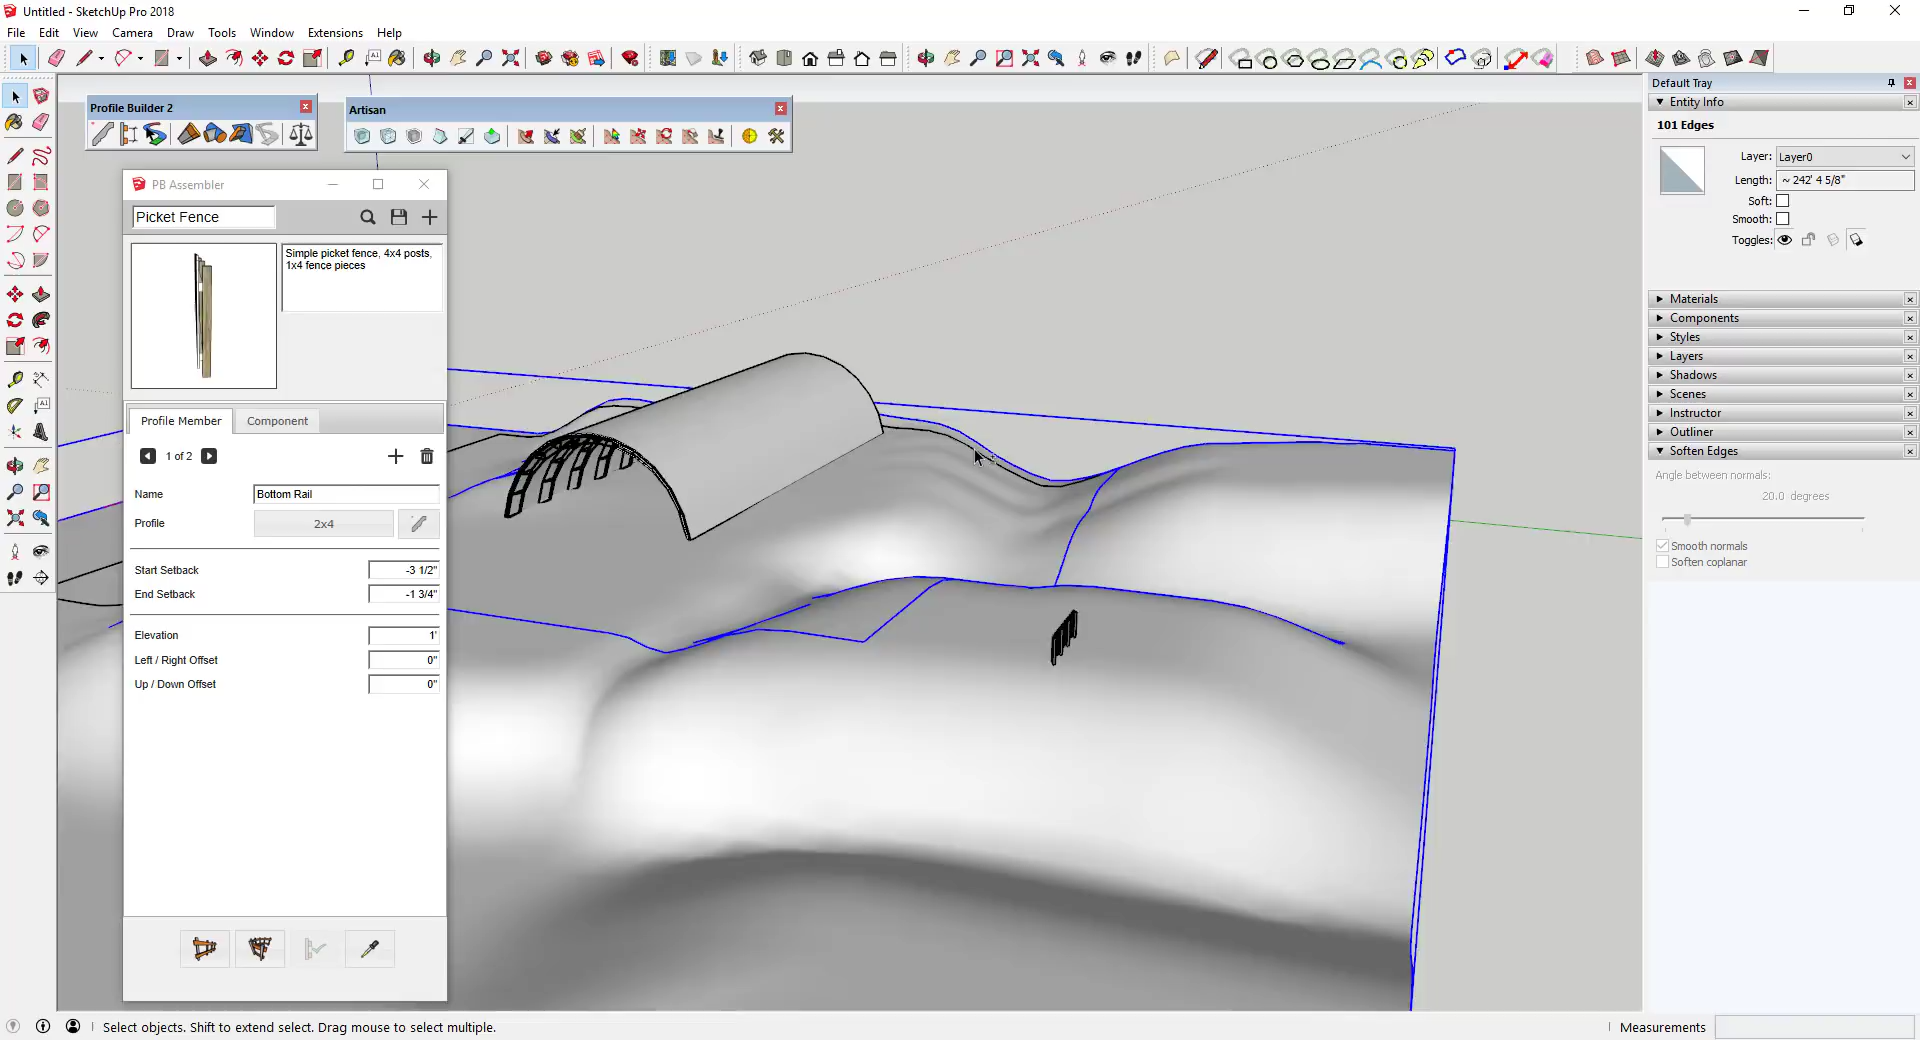 Untitled - SketchUp Pro 2018
File Edit View Camera Draw Tools Window Extensions Help
Profile Builder 2
Artisan
PB Assembler
Picket Fence
Simple picket fence, 4x4 posts,
1x4 fence pieces
Profile Member Component
1 of 2
Name Bottom Rail
Profile 2x4
Start Setback -3 1/2"
End Setback -1 3/4"
Elevation 1'
Left / Right Offset 0"
Up / Down Offset 0"
Default Tray
Entity Info
101 Edges
Layer: Layer0
Length: ~ 242' 4 5/8"
Soft:
Smooth:
Toggles:
Materials
Components
Styles
Layers
Shadows
Scenes
Instructor
Outliner
Soften Edges
Angle between normals:
20.0 degrees
Smooth normals
Soften coplanar
Select objects. Shift to extend select. Drag mouse to select multiple.
Measurements